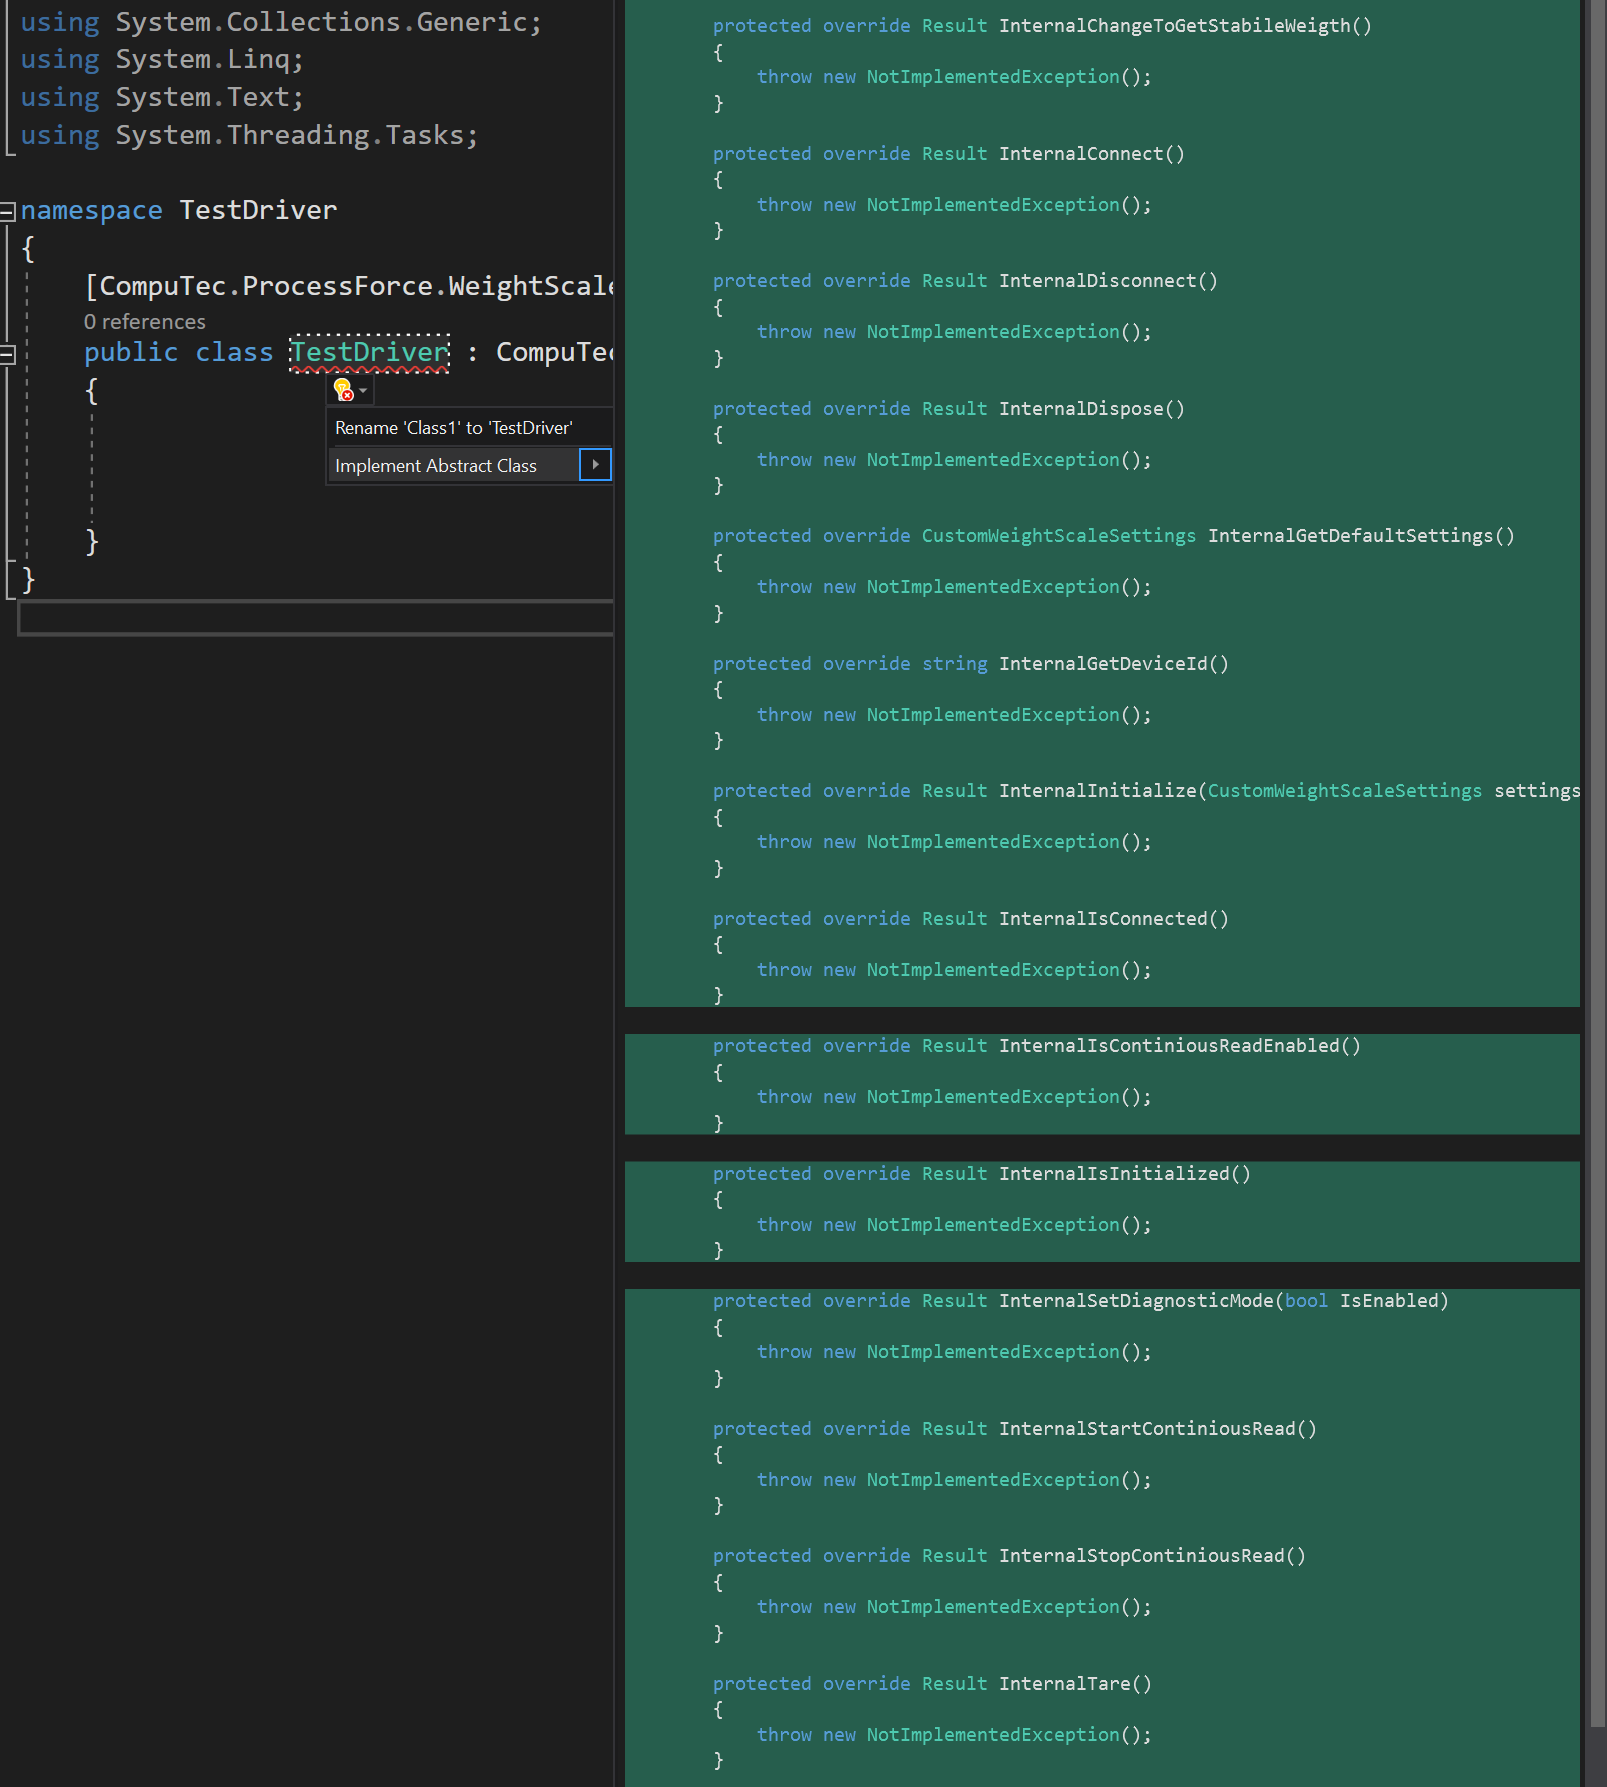 using System.Collections.Generic;
using System.Linq;
using System.Text;
using System.Threading.Tasks;
namespace TestDriver
{
[CompuTec.ProcessForce.WeightScale
0 references
public class TestDriver : CompuTec
{
Rename 'Class1' to 'TestDriver'
Implement Abstract Class
}
}
protected override Result InternalChangeToGetStabileWeigth()
{
throw new NotImplementedException();
}
protected override Result InternalConnect()
{
throw new NotImplementedException();
}
protected override Result InternalDisconnect()
{
throw new NotImplementedException();
}
protected override Result InternalDispose()
{
throw new NotImplementedException();
}
protected override CustomWeightScaleSettings InternalGetDefaultSettings()
{
throw new NotImplementedException();
}
protected override string InternalGetDeviceId()
{
throw new NotImplementedException();
}
protected override Result InternalInitialize(CustomWeightScaleSettings settings
{
throw new NotImplementedException();
}
protected override Result InternalIsConnected()
{
throw new NotImplementedException();
}
protected override Result InternalIsContiniousReadEnabled()
{
throw new NotImplementedException();
}
protected override Result InternalIsInitialized()
{
throw new NotImplementedException();
}
protected override Result InternalSetDiagnosticMode(bool IsEnabled)
{
throw new NotImplementedException();
}
protected override Result InternalStartContiniousRead()
{
throw new NotImplementedException();
}
protected override Result InternalStopContiniousRead()
{
throw new NotImplementedException();
}
protected override Result InternalTare()
{
throw new NotImplementedException();
}